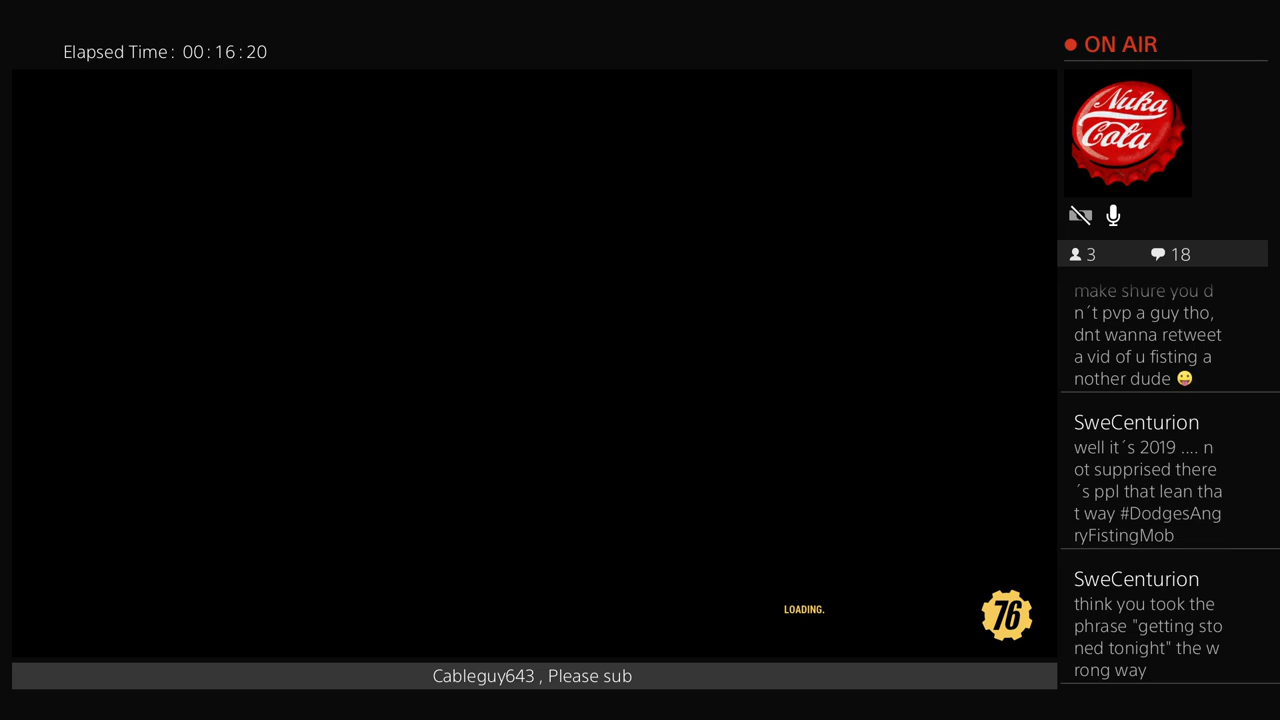 Elapsed Time: 00:16:20
ON AIR
Nuka
Cola
3
18
make shure you d
n´t pvp a guy tho,
dnt wanna retweet
a vid of u fisting a
nother dude 😛
SweCenturion
well it´s 2019 .... n
ot supprised there
´s ppl that lean tha
t way #DodgesAng
ryFistingMob
SweCenturion
think you took the
phrase "getting sto
ned tonight" the w
rong way
LOADING.
76
Cableguy643 , Please sub